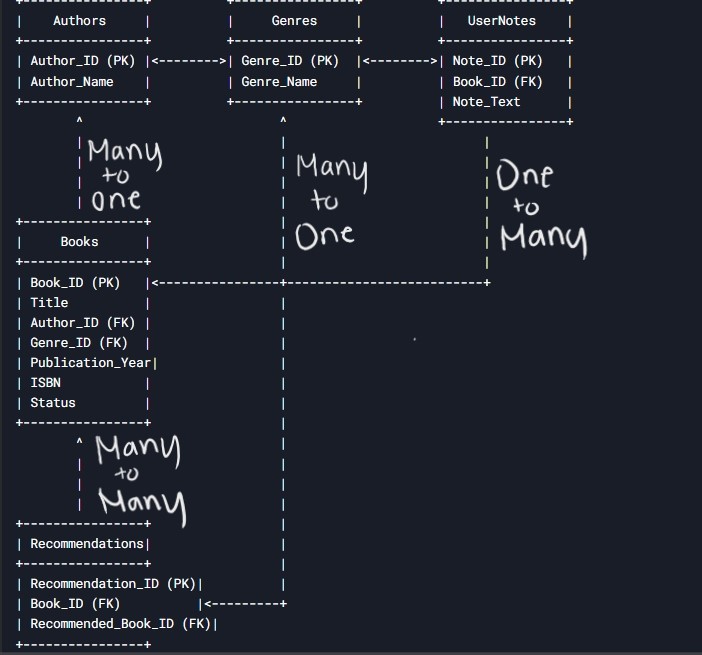 Authors Genres UserNotes
Author_ID (PK) Genre_ID (PK) Note_ID (PK)
Author_Name Genre_Name Book_ID (FK)
Note_Text
Many
to
one
Many
to
One
One
to
Many
Books
Book_ID (PK)
Title
Author_ID (FK)
Genre_ID (FK)
Publication_Year
ISBN
Status
Many
to
Many
Recommendations
Recommendation_ID (PK)
Book_ID (FK)
Recommended_Book_ID (FK)